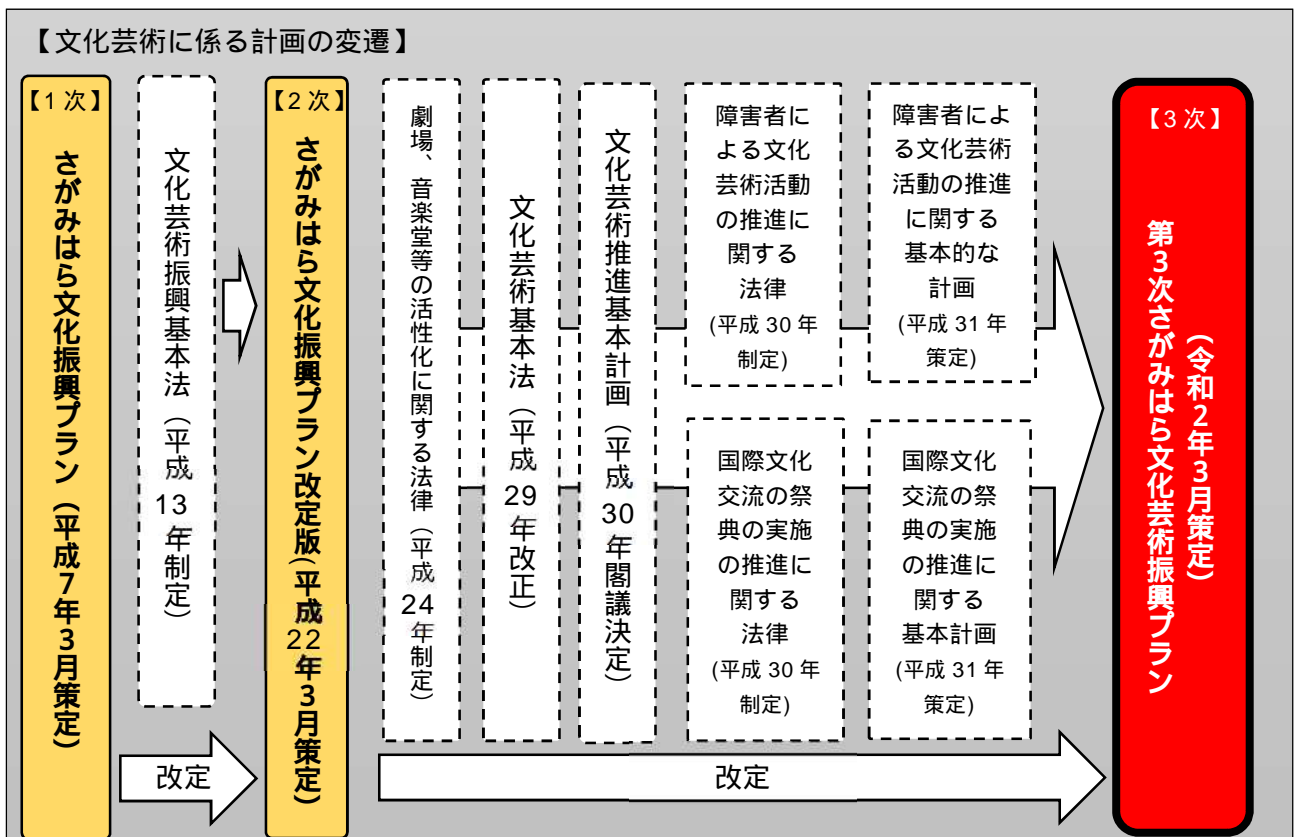 【文化芸術に係る計画の変遷】
【1次】
さがみはら文化振興プラン（平成7年3月策定）
文化芸術振興基本法（平成13年制定）
【2次】
さがみはら文化振興プラン改定版（平成22年3月策定）
劇場、音楽堂等の活性化に関する法律（平成24年制定）
文化芸術基本法（平成29年改正）
文化芸術推進基本計画（平成30年閣議決定）
障害者に
よる文化
芸術活動
の推進に
関する
法律
(平成30年
制定)
障害者によ
る文化芸術
活動の推進
に関する
基本的な
計画
(平成31年
策定)
国際文化
交流の祭
典の実施
の推進に
関する
法律
(平成30年
制定)
国際文化
交流の祭
典の実施
の推進に
関する
基本計画
(平成31年
策定)
【3次】
第3次さがみはら文化芸術振興プラン
（令和2年3月策定）
改定
改定